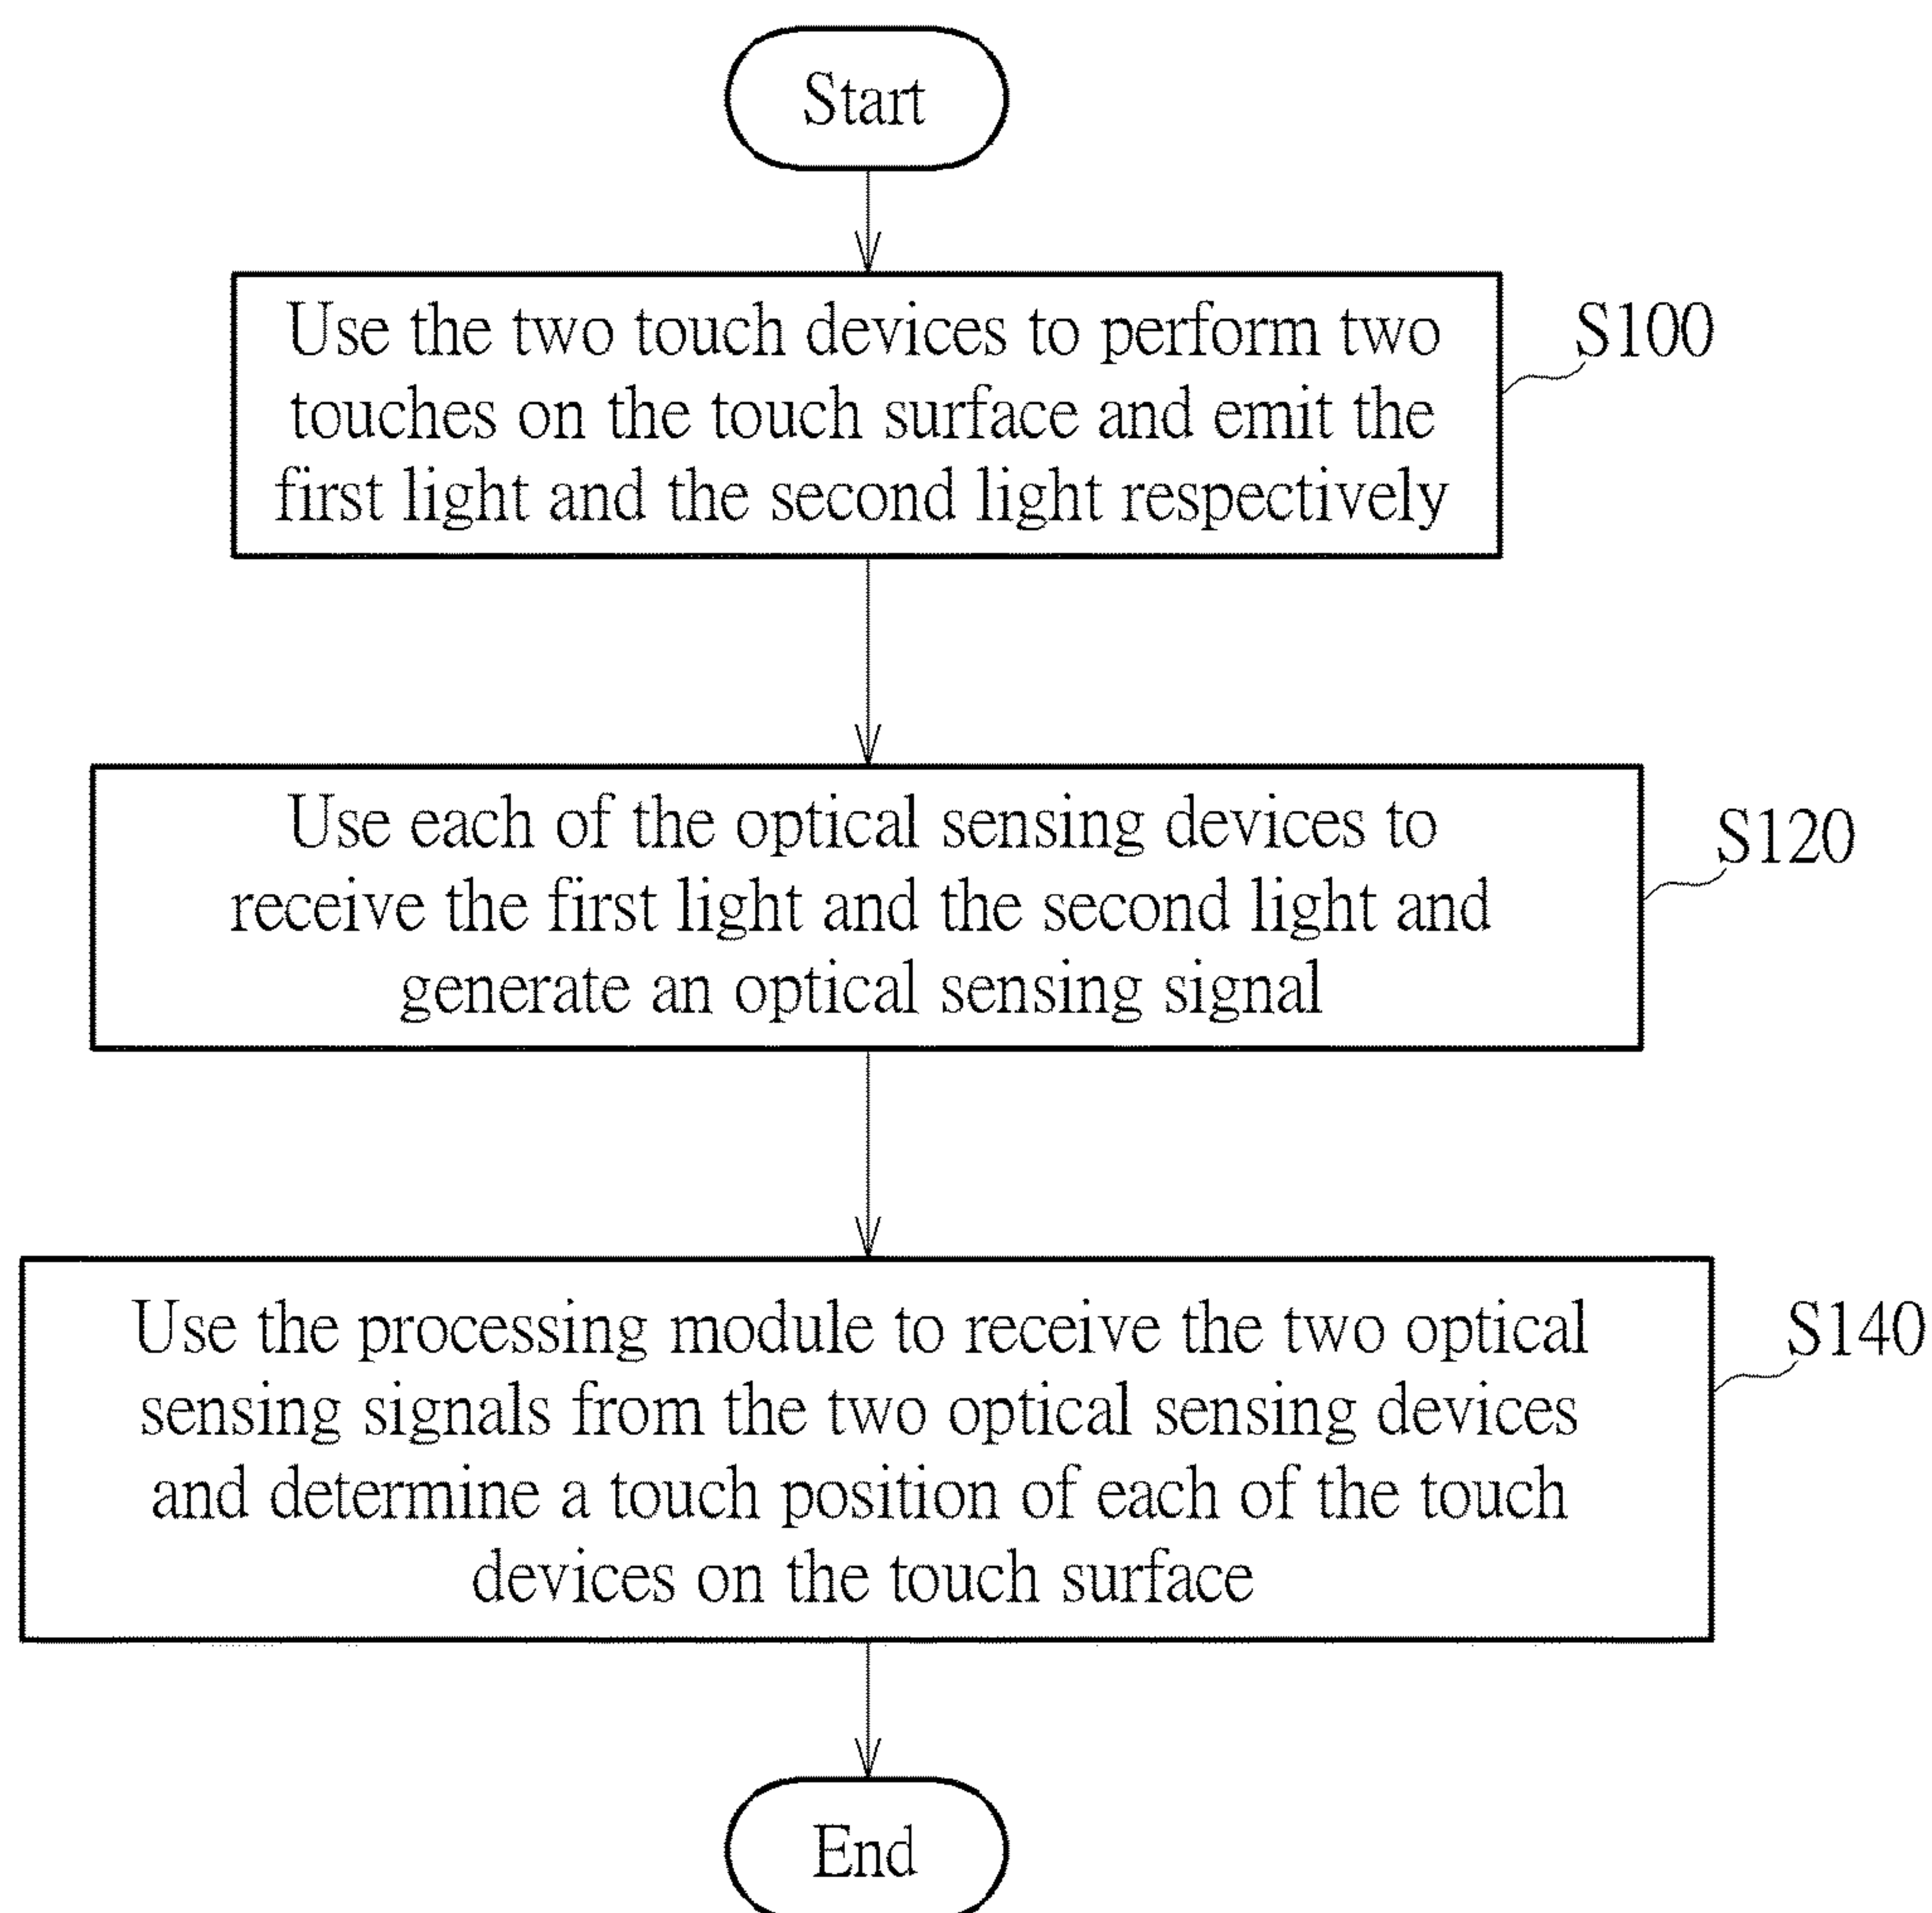 Start
Use the two touch devices to perform two
touches on the touch surface and emit the
first light and the second light respectively
S100
Use each of the optical sensing devices to
receive the first light and the second light and
generate an optical sensing signal
S120
Use the processing module to receive the two optical
sensing signals from the two optical sensing devices
and determine a touch position of each of the touch
devices on the touch surface
S140
End